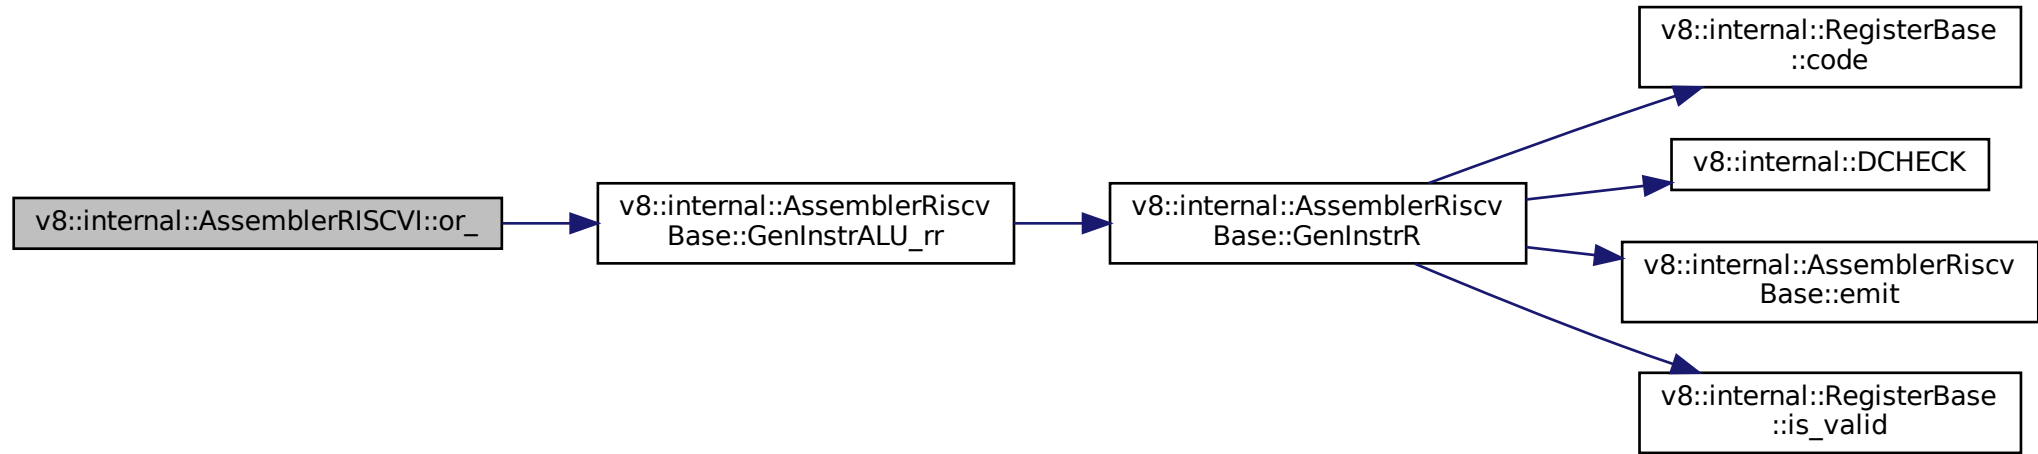 v8::internal::RegisterBase
::code
v8::internal::DCHECK
v8::internal::AssemblerRISCVI::or_
v8::internal::AssemblerRiscv
Base::GenInstrALU_rr
v8::internal::AssemblerRiscv
Base::GenInstrR
v8::internal::AssemblerRiscv
Base::emit
v8::internal::RegisterBase
::is_valid